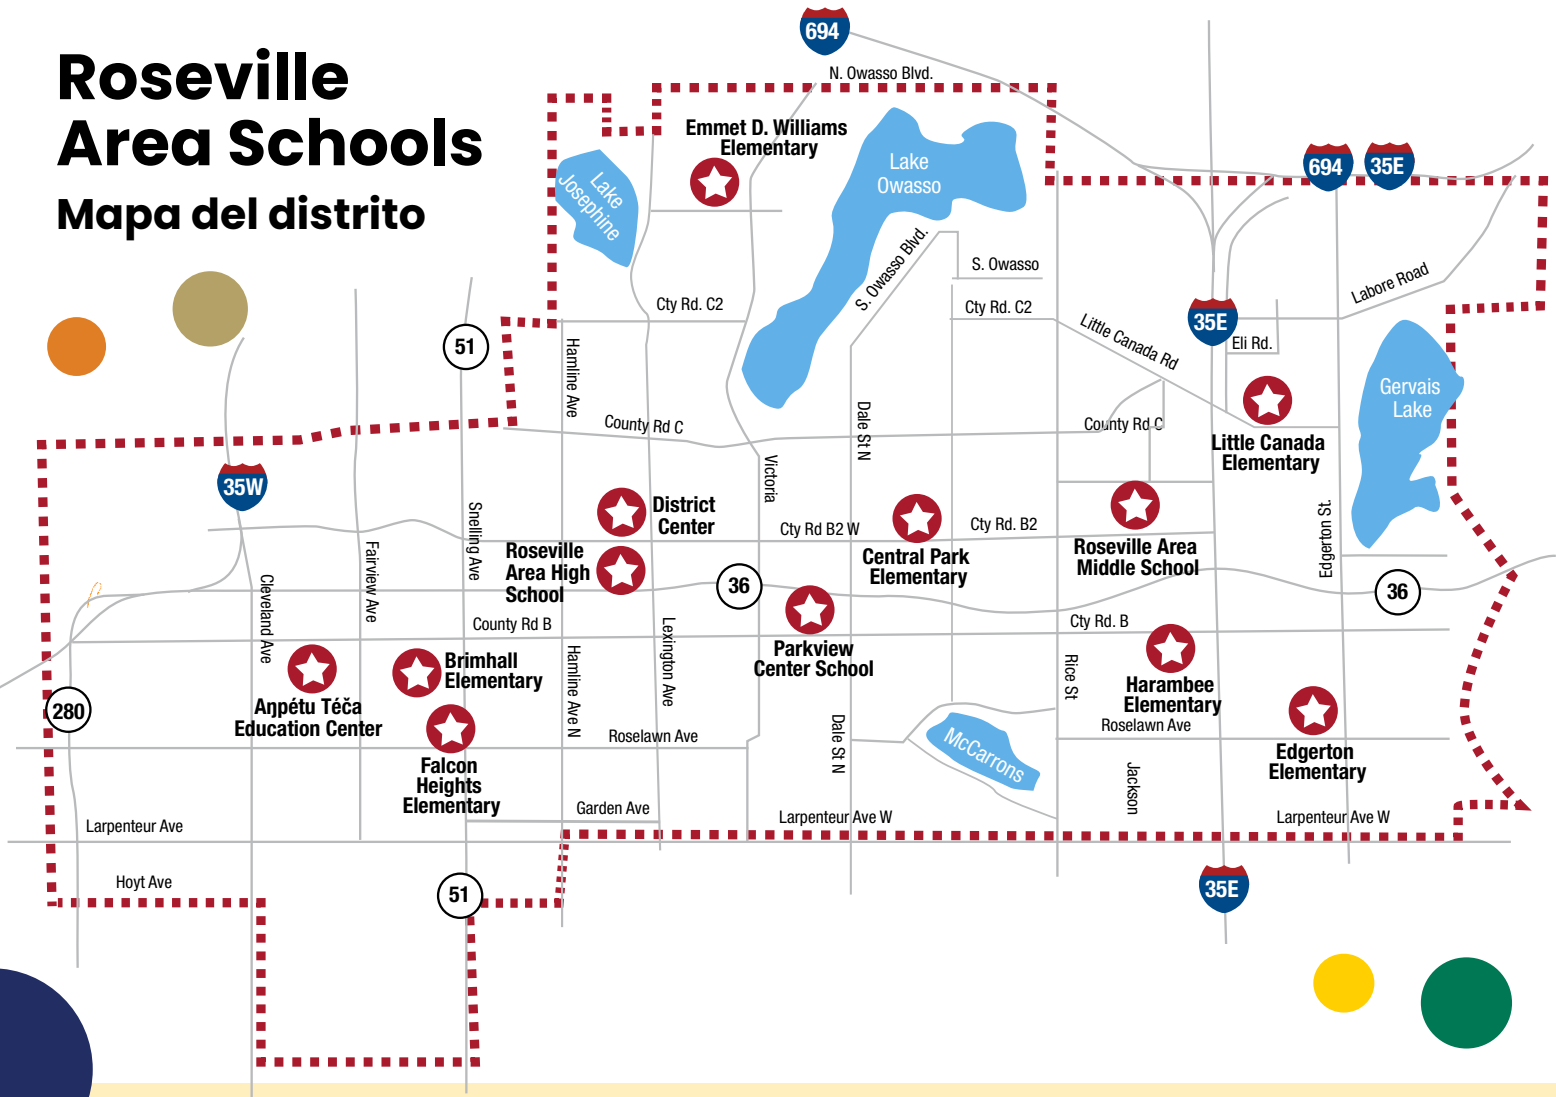 Roseville
Area Schools
Mapa del distrito
694
N. Owasso Blvd.
Emmet D. Williams
Elementary
Lake
Owasso
Lake
Josephine
694
35E
S. Owasso Blvd.
S. Owasso
Labore Road
Cty Rd. C2
Cty Rd. C2
35E
Little Canada Rd
Eli Rd.
51
Hamline Ave
Gervais
Lake
Dale St N
County Rd C
County Rd C
Little Canada
Elementary
35W
Victoria
District
Center
Snelling Ave
Cty Rd B2 W
Cty Rd. B2
Edgerton St.
Roseville
Area High
School
Central Park
Elementary
Roseville Area
Middle School
Fairview Ave
36
36
Cleveland Ave
County Rd B
Cty Rd. B
Lexington Ave
Parkview
Center School
Brimhall
Elementary
Hamline Ave N
Rice St
Harambee
Elementary
280
Aŋpétu Téča
Education Center
Roselawn Ave
Roselawn Ave
Dale St N
McCarrons
Edgerton
Elementary
Falcon
Heights
Elementary
Jackson
Garden Ave
Larpenteur Ave
Larpenteur Ave W
Larpenteur Ave W
Hoyt Ave
51
35E